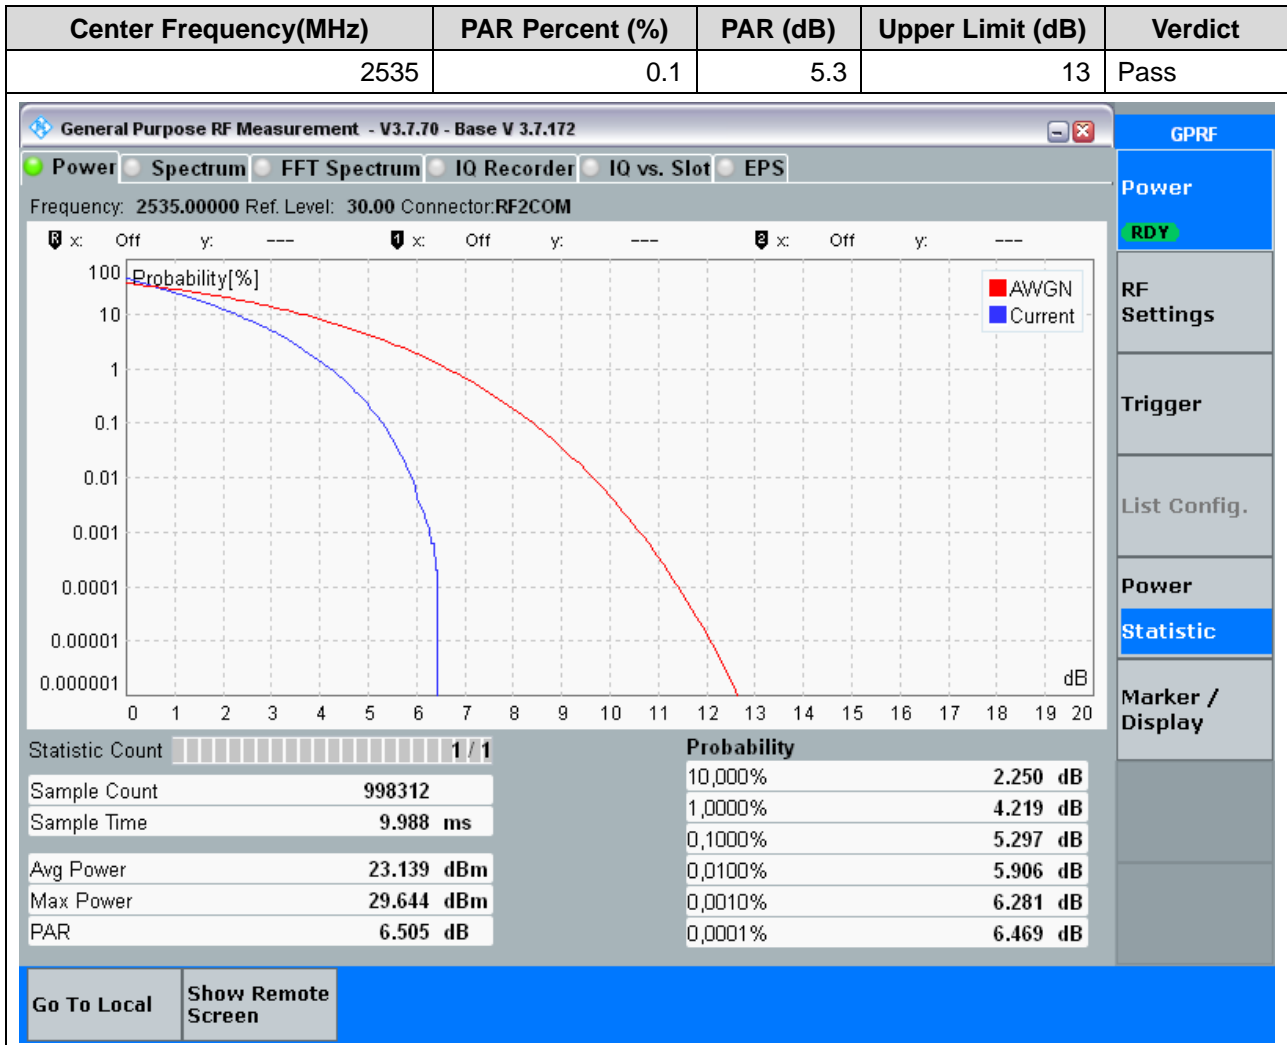 Center Frequency(MHz) PAR Percent (%) PAR (dB) Upper Limit (dB) Verdict
2535 0.1 5.3 13 Pass
General Purpose RF Measurement - V3.7.70 - Base V 3.7.172
GPRF
Power Spectrum FFT Spectrum IQ Recorder IQ vs. Slot EPS
Power
RDY
Frequency: 2535.00000 Ref. Level: 30.00 Connector:RF2COM
R x: Off y: --- 1 x: Off y: --- 2 x: Off y: ---
Probability[%]
AWGN
Current
100
10
1
0.1
0.01
0.001
0.0001
0.00001
0.000001
dB
0 1 2 3 4 5 6 7 8 9 10 11 12 13 14 15 16 17 18 19 20
RF
Settings
Trigger
List Config.
Power
Statistic
Marker /
Display
Statistic Count 1 / 1
Sample Count 998312
Sample Time 9.988 ms
Avg Power 23.139 dBm
Max Power 29.644 dBm
PAR 6.505 dB
Probability
10,000% 2.250 dB
1,0000% 4.219 dB
0,1000% 5.297 dB
0,0100% 5.906 dB
0,0010% 6.281 dB
0,0001% 6.469 dB
Go To Local
Show Remote
Screen